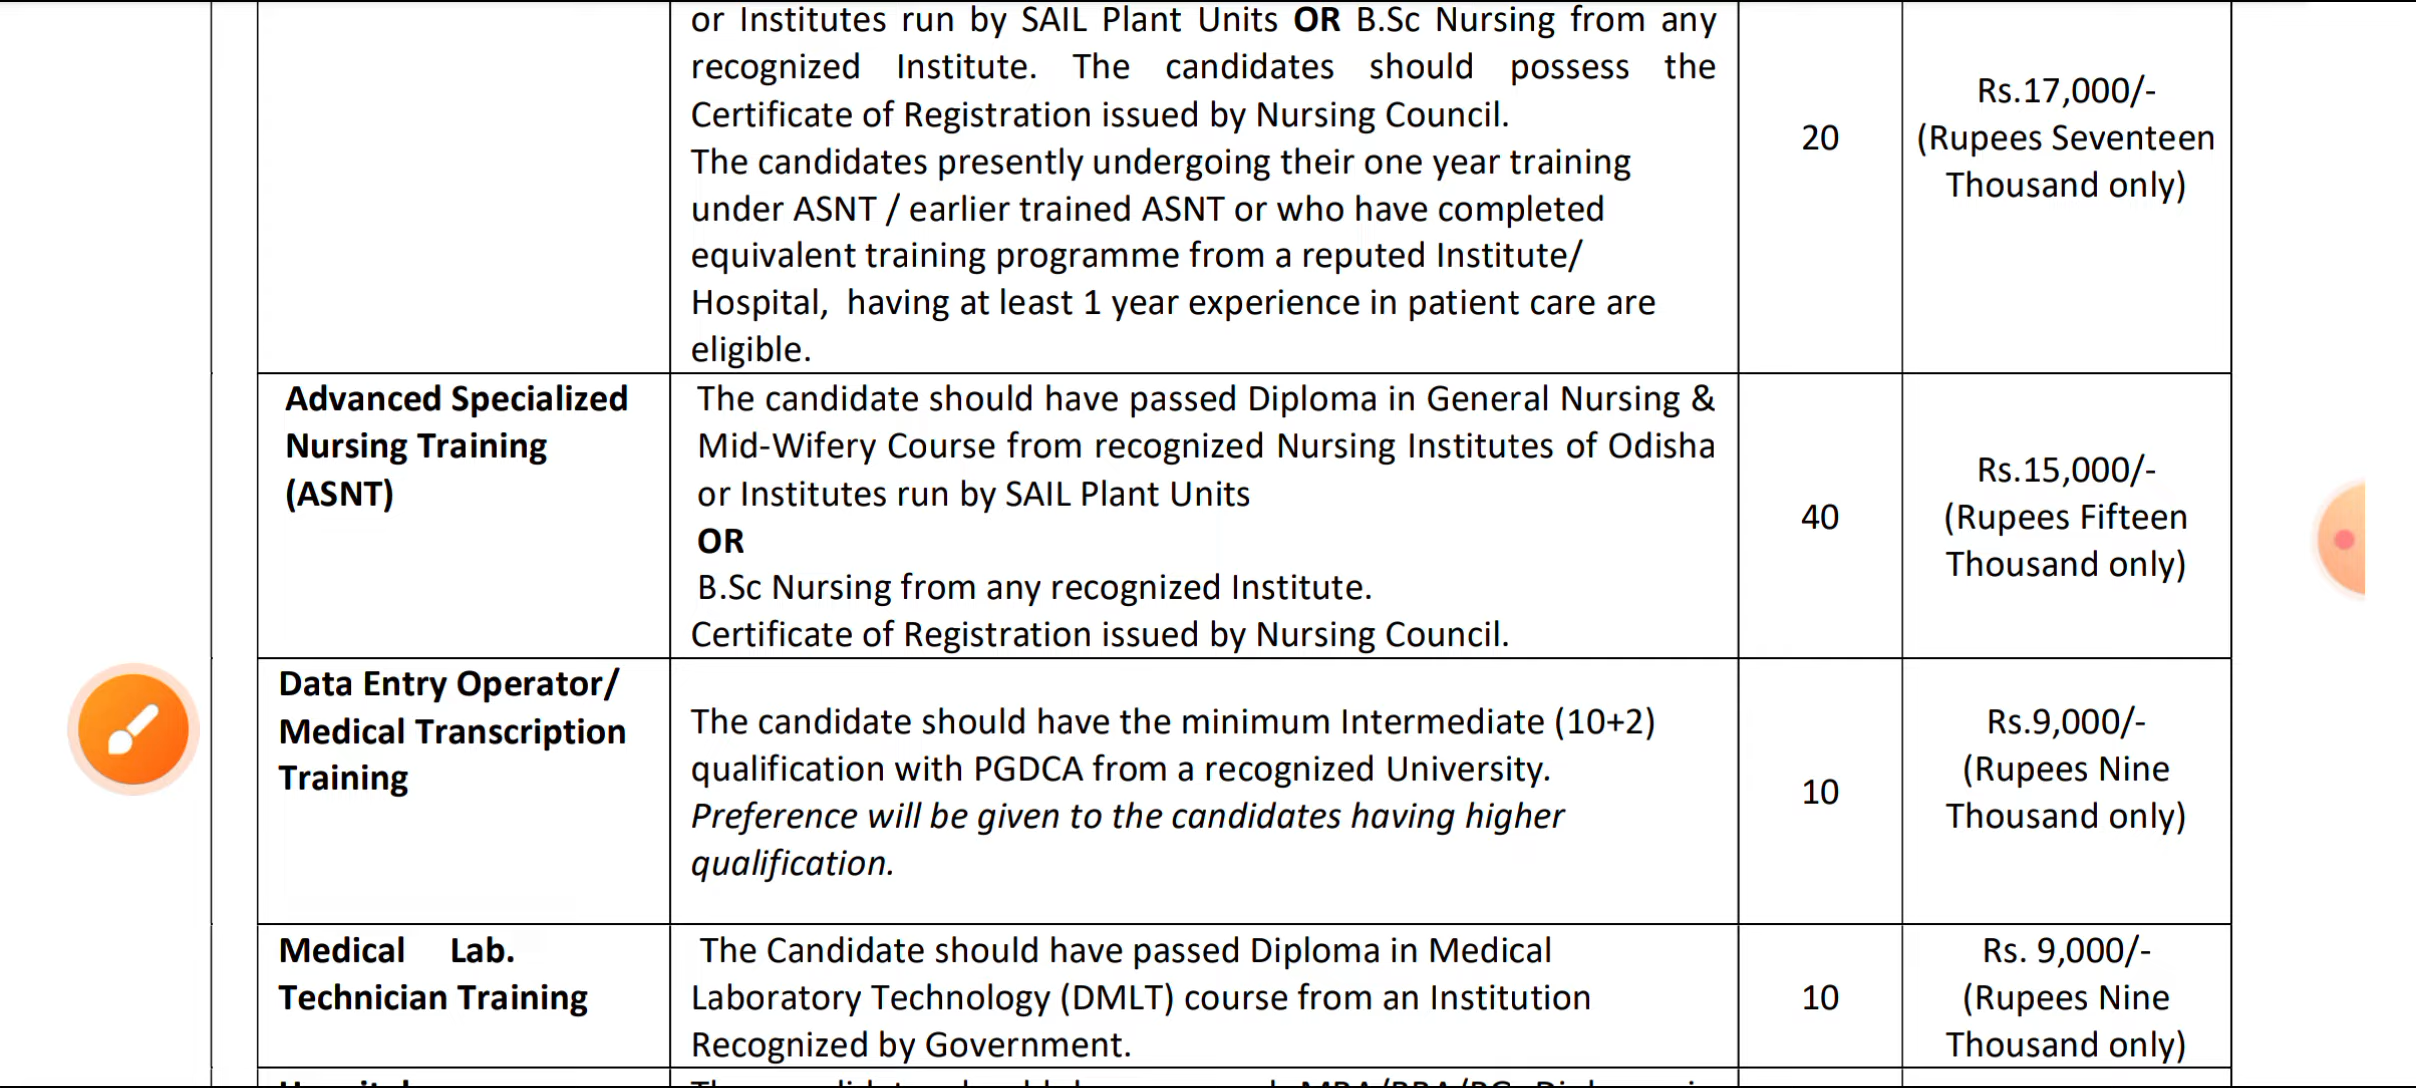 or Institutes run by SAIL Plant Units OR B.Sc Nursing from any
recognized Institute. The candidates should possess the
Certificate of Registration issued by Nursing Council.
The candidates presently undergoing their one year training
under ASNT / earlier trained ASNT or who have completed
equivalent training programme from a reputed Institute/
Hospital, having at least 1 year experience in patient care are
eligible.
20
Rs.17,000/-
(Rupees Seventeen
Thousand only)
Advanced Specialized
Nursing Training
(ASNT)
The candidate should have passed Diploma in General Nursing &
Mid-Wifery Course from recognized Nursing Institutes of Odisha
or Institutes run by SAIL Plant Units
OR
B.Sc Nursing from any recognized Institute.
Certificate of Registration issued by Nursing Council.
40
Rs.15,000/-
(Rupees Fifteen
Thousand only)
Data Entry Operator/
Medical Transcription
Training
The candidate should have the minimum Intermediate (10+2)
qualification with PGDCA from a recognized University.
Preference will be given to the candidates having higher
qualification.
10
Rs.9,000/-
(Rupees Nine
Thousand only)
Medical Lab.
Technician Training
The Candidate should have passed Diploma in Medical
Laboratory Technology (DMLT) course from an Institution
Recognized by Government.
10
Rs. 9,000/-
(Rupees Nine
Thousand only)